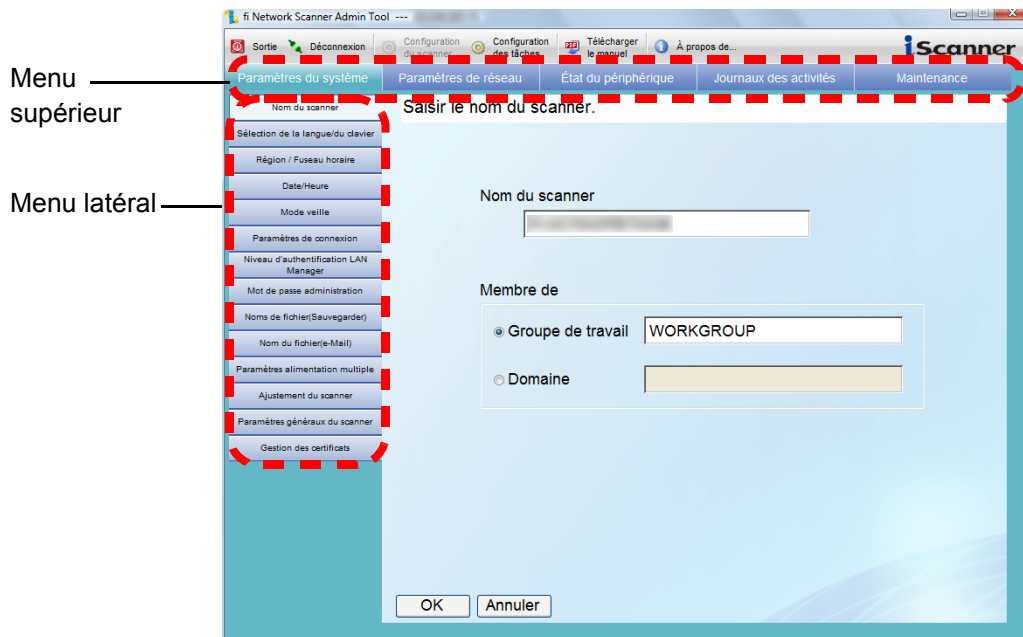 fi Network Scanner Admin Tool ---
Sortie Déconnexion Configuration du scanner Configuration des tâches Télécharger le manuel À propos de...
iScanner
Menu supérieur
Paramètres du système Paramètres de réseau État du périphérique Journaux des activités Maintenance
Menu latéral
Nom du scanner
Sélection de la langue/du clavier
Région / Fuseau horaire
Date/Heure
Mode veille
Paramètres de connexion
Niveau d'authentification LAN
Manager
Mot de passe administration
Noms de fichier(Sauvegarder)
Nom du fichier(e-Mail)
Paramètres alimentation multiple
Ajustement du scanner
Paramètres généraux du scanner
Gestion des certificats
Saisir le nom du scanner.
Nom du scanner
Membre de
Groupe de travail WORKGROUP
Domaine
OK Annuler